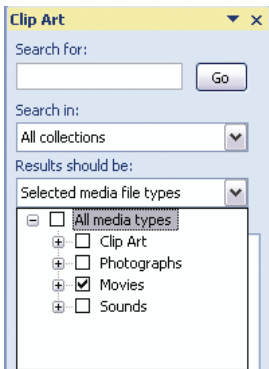 Clip Art
Search for:
Go
Search in:
All collections
Results should be:
Selected media file types
All media types
Clip Art
Photographs
Movies
Sounds